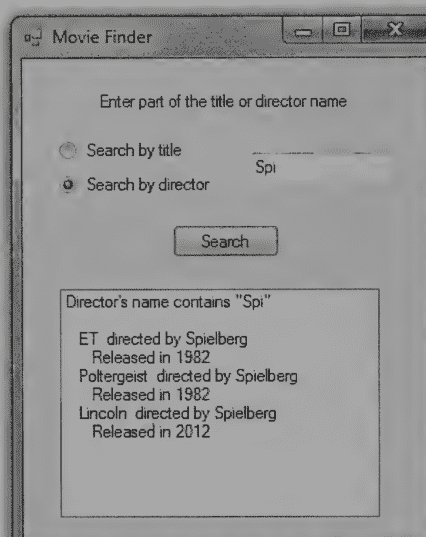 Movie Finder
Enter part of the title or director name
Search by title
Spi
Search by director
Search
Director's name contains "Spi"
ET directed by Spielberg
Released in 1982
Poltergeist directed by Spielberg
Released in 1982
Lincoln directed by Spielberg
Released in 2012